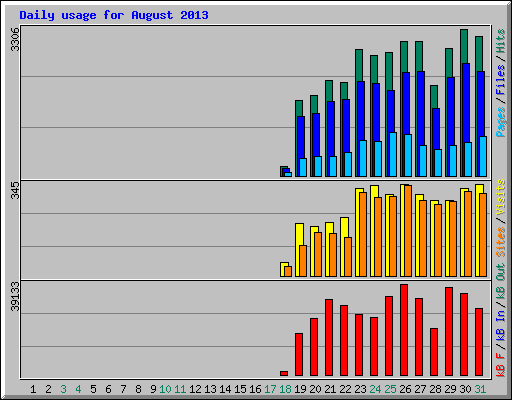 Daily usage for August 2013
3306
Pages / Files / Hits
345
Sites / Visits
39133
kB F / kB In / kB Out
1 2 3 4 5 6 7 8 9 10 11 12 13 14 15 16 17 18 19 20 21 22 23 24 25 26 27 28 29 30 31